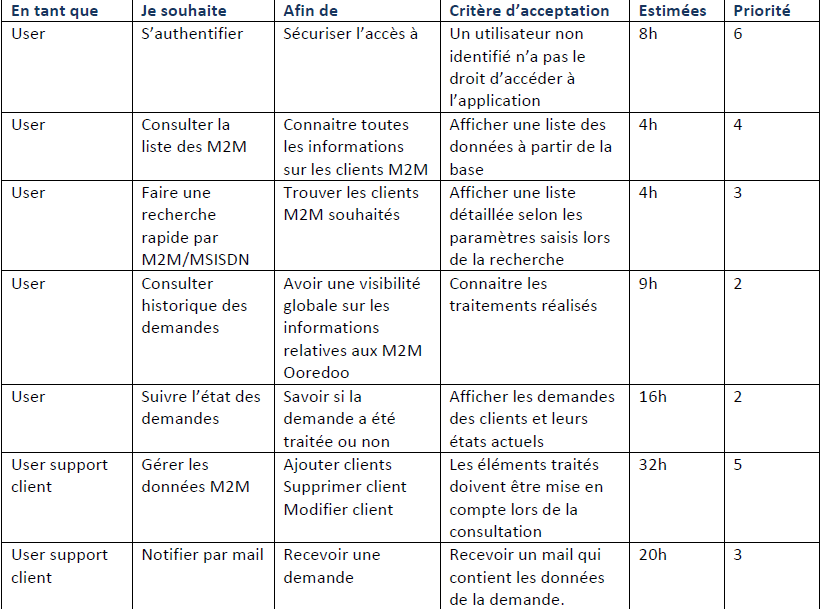 En tant que Je souhaite Afin de Critère d’acceptation Estimées Priorité
User S’authentifier Sécuriser l’accès à Un utilisateur non 8h 6
identifié n’a pas le
droit d’accéder à
l’application
User Consulter la Connaitre toutes Afficher une liste des 4h 4
liste des M2M les informations données à partir de la
sur les clients M2M base
User Faire une Trouver les clients Afficher une liste 4h 3
recherche M2M souhaités détaillée selon les
rapide par paramètres saisis lors
M2M/MSISDN de la recherche
User Consulter Avoir une visibilité Connaitre les 9h 2
historique des globale sur les traitements réalisés
demandes informations
relatives aux M2M
Ooredoo
User Suivre l’état des Savoir si la Afficher les demandes 16h 2
demandes demande a été des clients et leurs
traitée ou non états actuels
User support Gérer les Ajouter clients Les éléments traités 32h 5
client données M2M Supprimer client doivent être mise en
Modifier client compte lors de la
consultation
User support Notifier par mail Recevoir une Recevoir un mail qui 20h 3
client demande contient les données
de la demande.